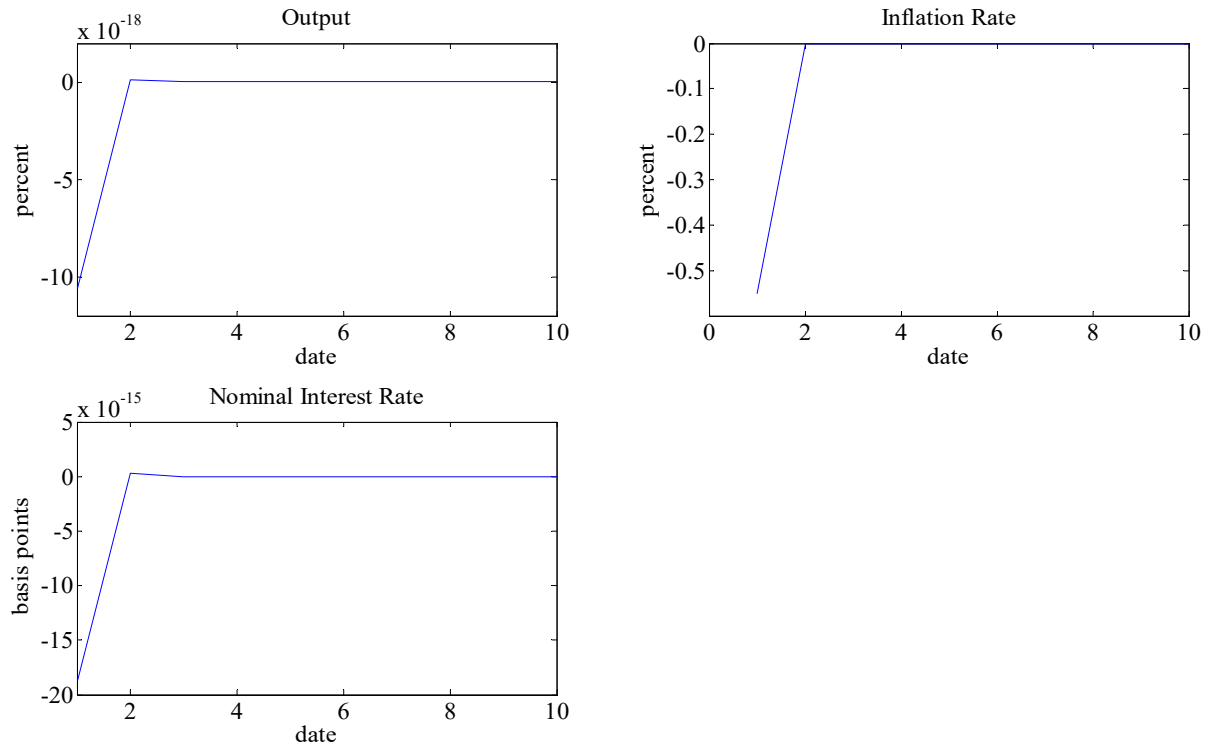 x 10^-18
Output
0
-5
-10
percent
2 4 6 8 10
date
Inflation Rate
0
-0.1
-0.2
-0.3
-0.4
-0.5
percent
0 2 4 6 8 10
date
x 10^-15
Nominal Interest Rate
5
0
-5
-10
-15
-20
basis points
2 4 6 8 10
date